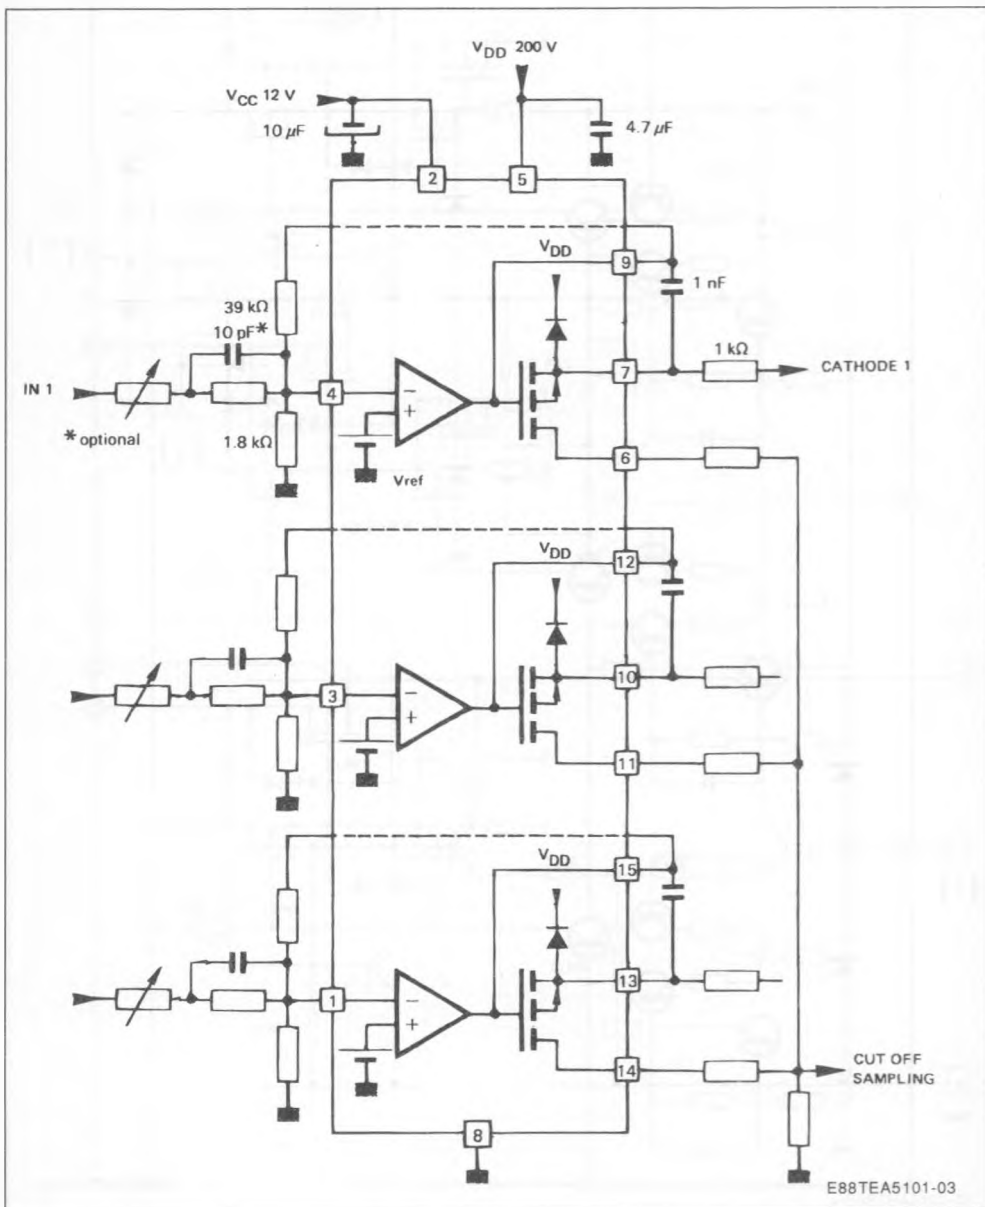 V_DD 200 V
V_CC 12 V
10 µF
4.7 µF
2
5
V_DD
9
1 nF
39 kΩ
10 pF*
1 kΩ
IN 1
4
−
+
7
CATHODE 1
* optional
1.8 kΩ
6
Vref
V_DD
12
3
−
+
10
11
V_DD
15
1
−
+
13
14
CUT OFF
SAMPLING
8
E88TEA5101-03